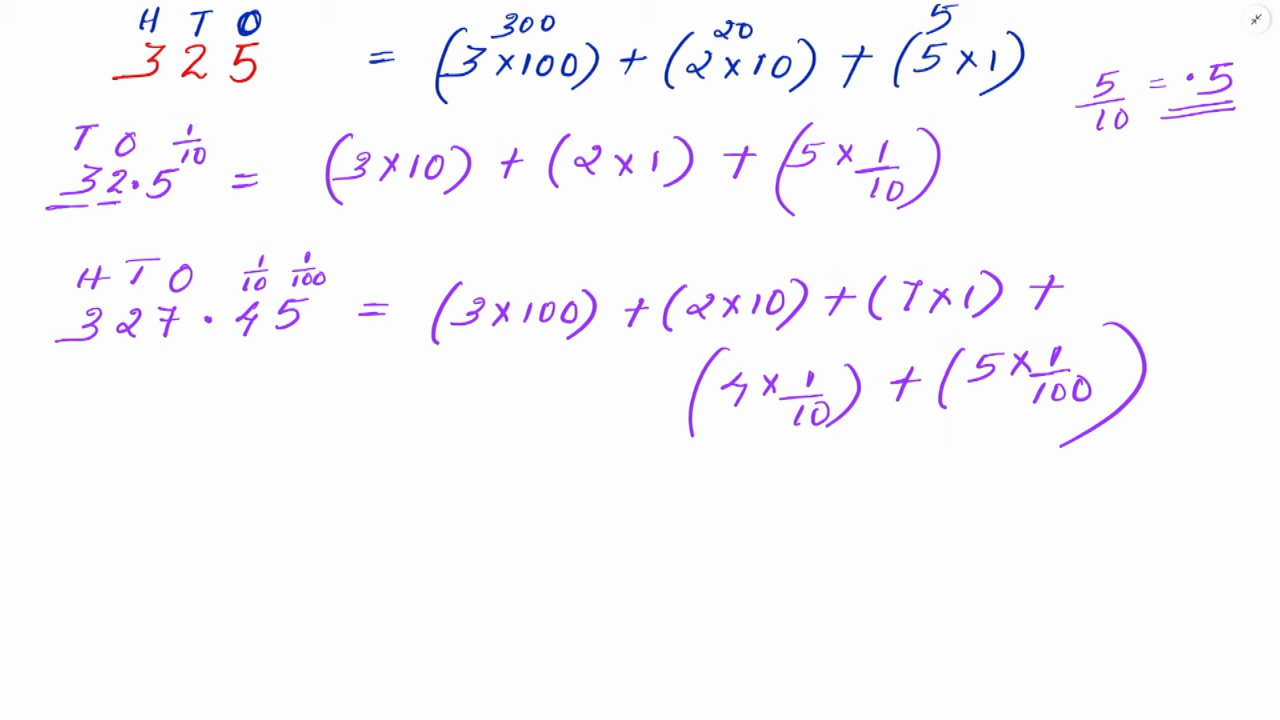 H T O 300 20 5
325 = (3×100) + (2×10) + (5×1)
5/10 = .5
T O 1/10
32.5 = (3×10) + (2×1) + (5×1/10)
H T O 1/10 1/100
327.45 = (3×100) + (2×10) + (7×1) +
(4×1/10) + (5×1/100)